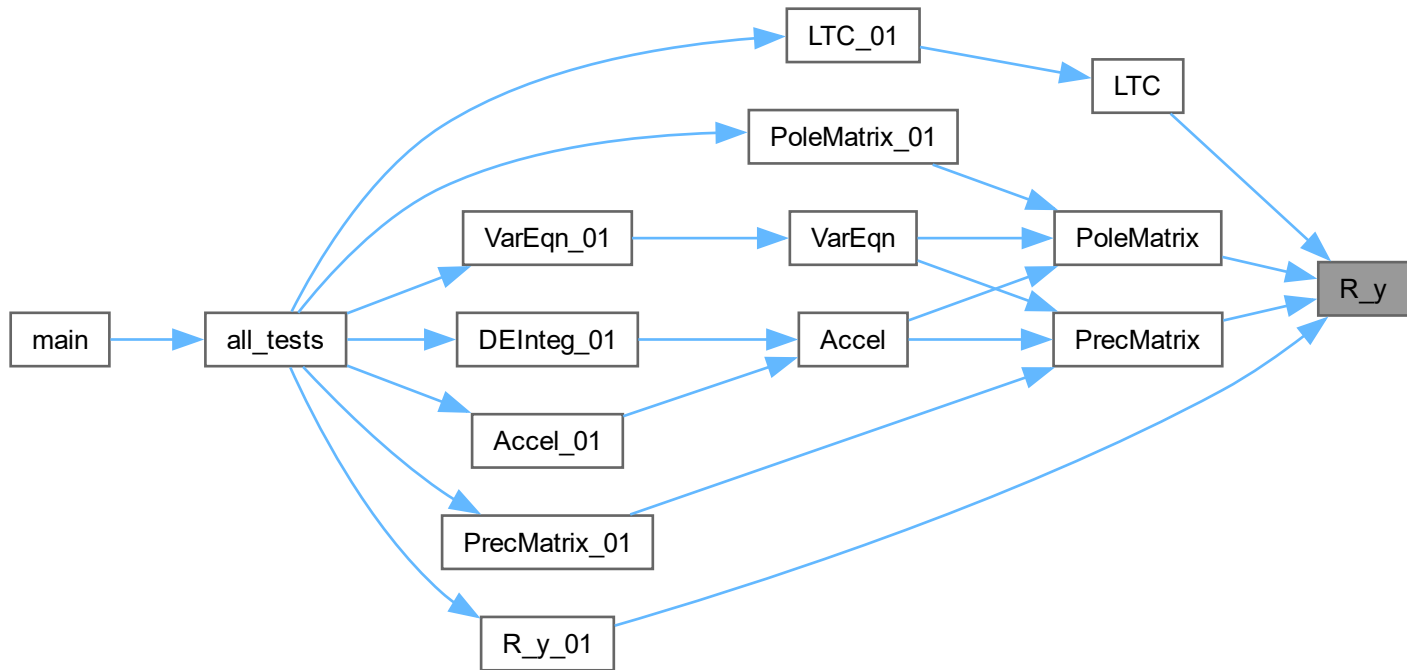 LTC_01
LTC
PoleMatrix_01
VarEqn_01
VarEqn
PoleMatrix
R_y
main
all_tests
DEInteg_01
Accel
PrecMatrix
Accel_01
PrecMatrix_01
R_y_01